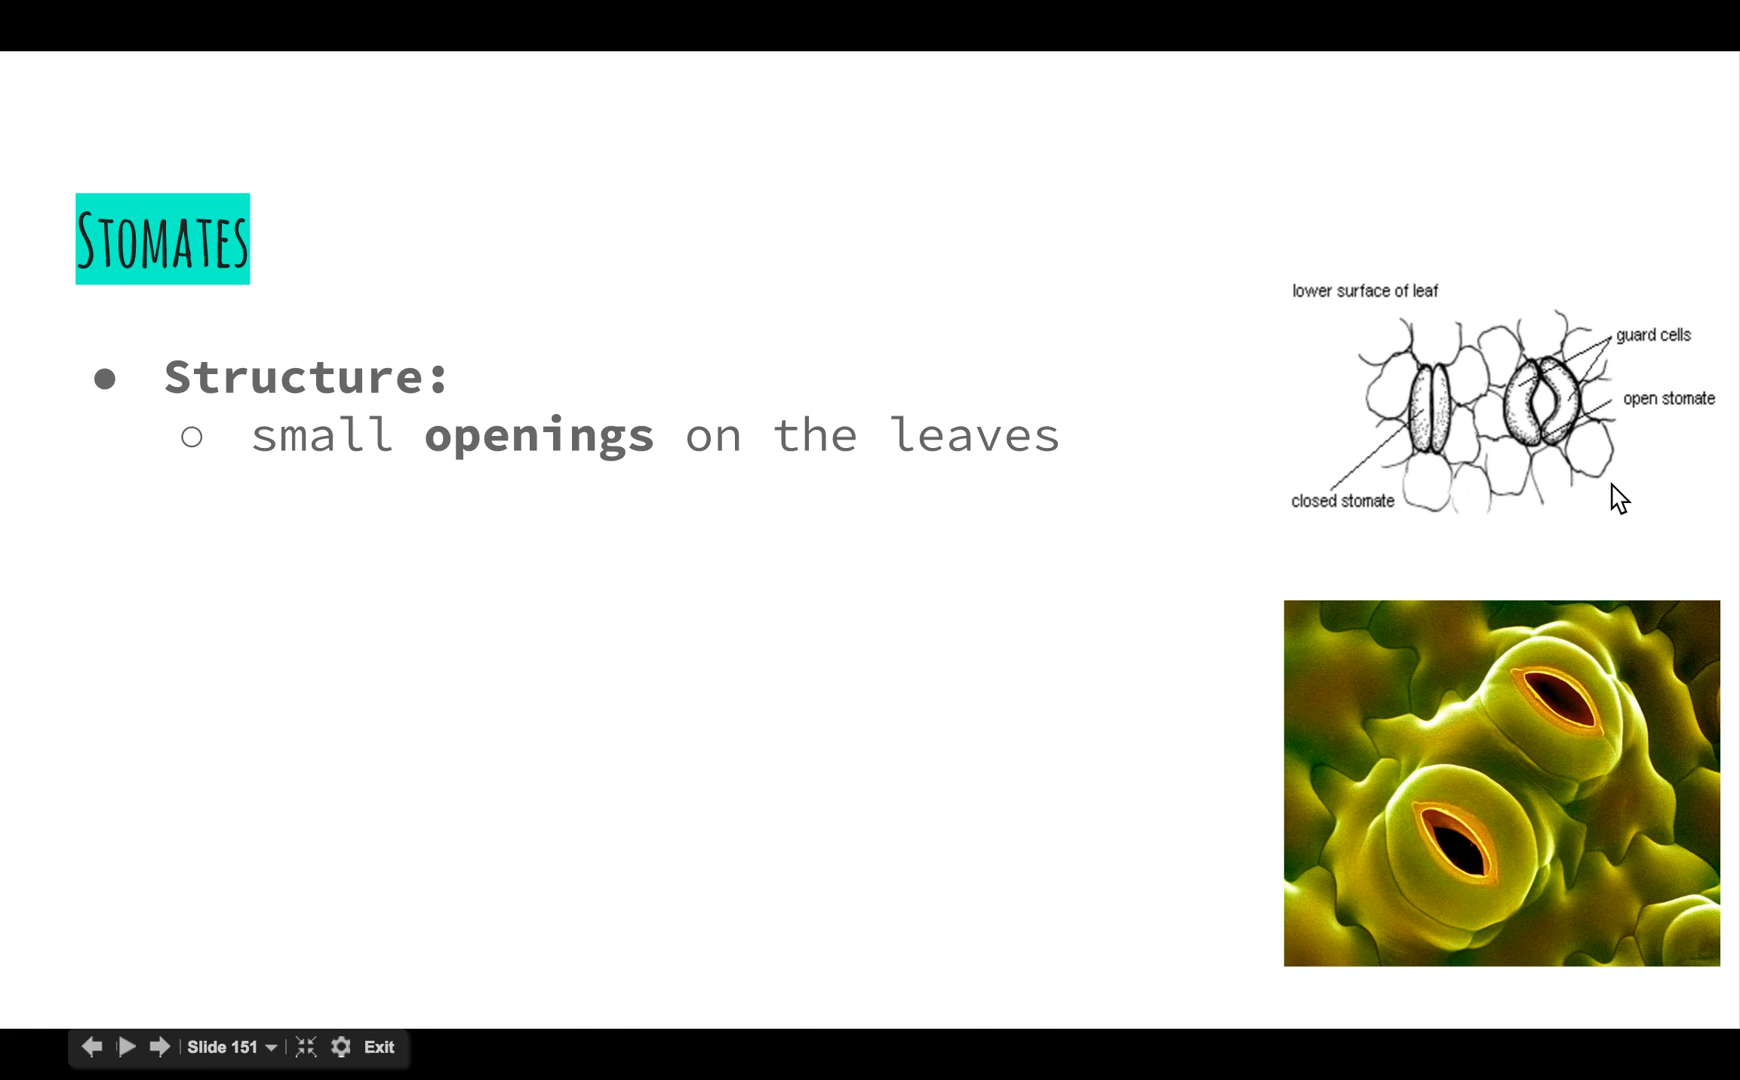 Stomates
● Structure:
○ small openings on the leaves
lower surface of leaf
guard cells
open stomate
closed stomate
Slide 151
Exit